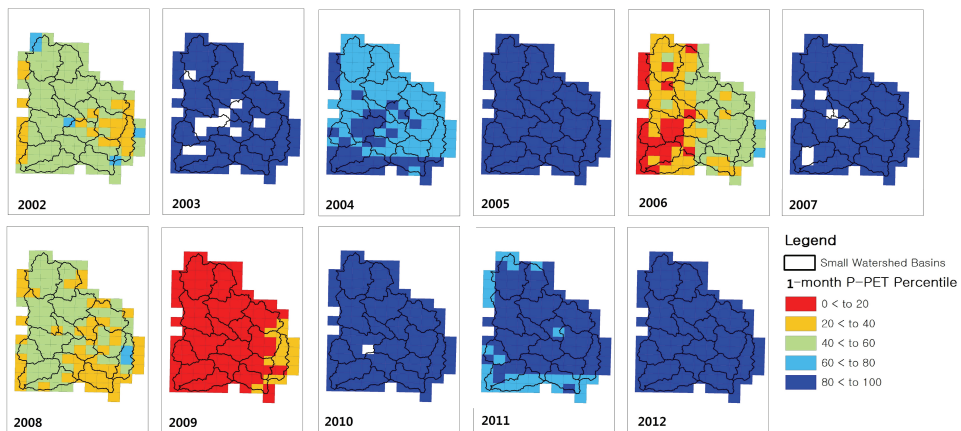 2002
2003
2004
2005
2006
2007
2008
2009
2010
2011
2012
Legend
Small Watershed Basins
1-month P-PET Percentile
0 < to 20
20 < to 40
40 < to 60
60 < to 80
80 < to 100